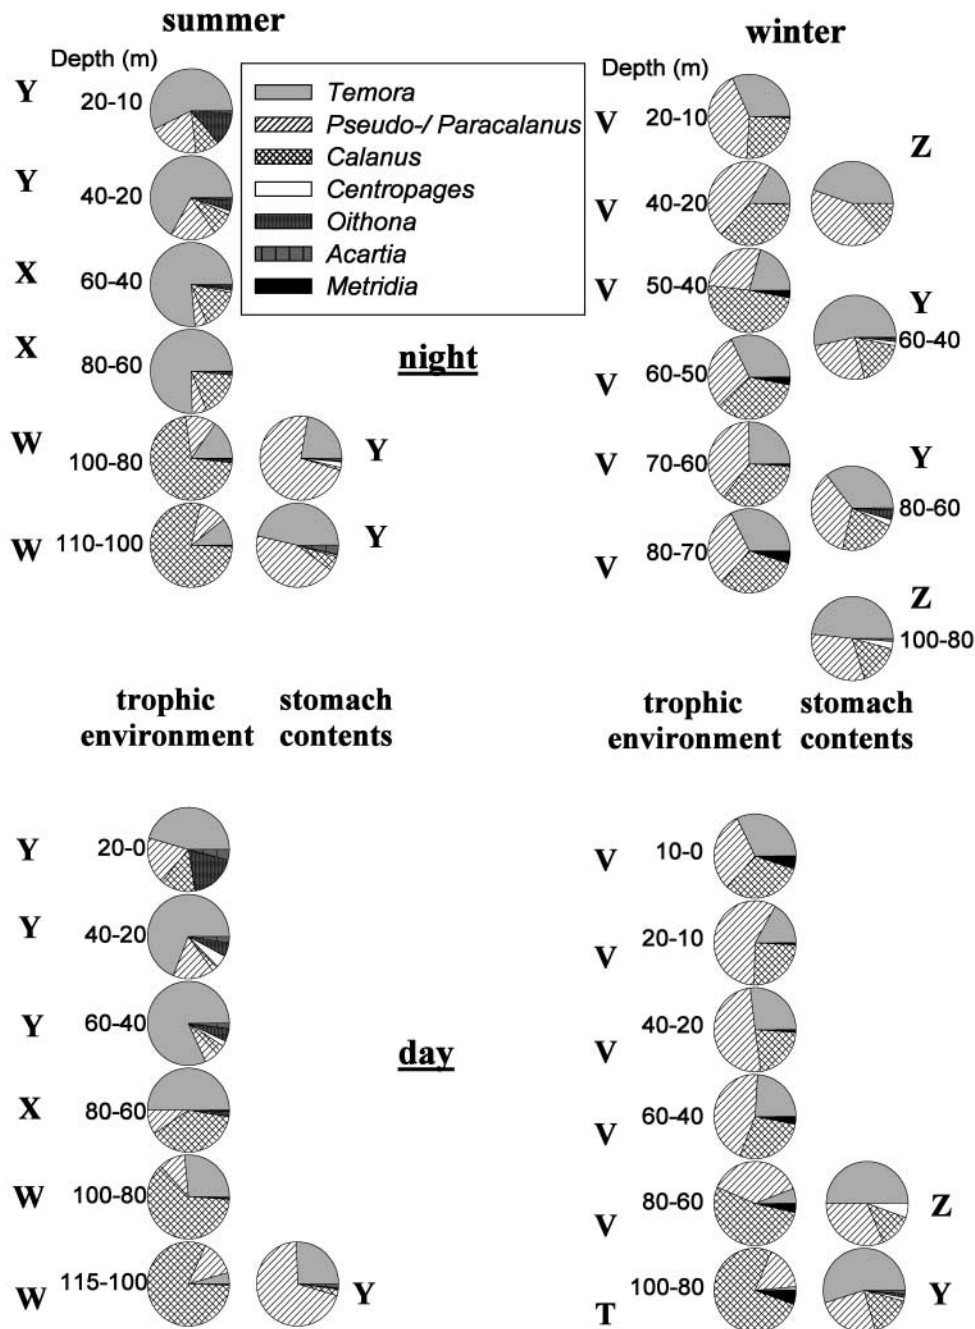 summer
winter
Depth (m)
Depth (m)
Temora
Pseudo-/ Paracalanus
Calanus
Centropages
Oithona
Acartia
Metridia
Y 20-10
Y 40-20
X 60-40
X 80-60
W 100-80 Y
W 110-100 Y
night
V 20-10
Z
V 40-20
V 50-40
Y
60-40
V 60-50
V 70-60
Y
80-60
V 80-70
Z
100-80
trophic environment
stomach contents
trophic environment
stomach contents
Y 20-0
Y 40-20
Y 60-40
X 80-60
W 100-80
W 115-100 Y
day
V 10-0
V 20-10
V 40-20
V 60-40
V 80-60 Z
T 100-80 Y